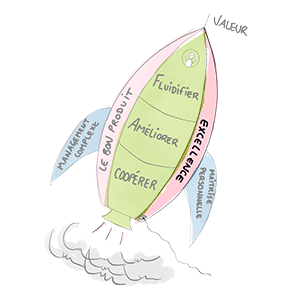 VALEUR
Fluidifier
Améliorer
COOPÉRER
LE BON PRODUIT
EXCELLENCE
MANAGEMENT
COMPLEXE
MAÎTRISE
PERSONNELLE